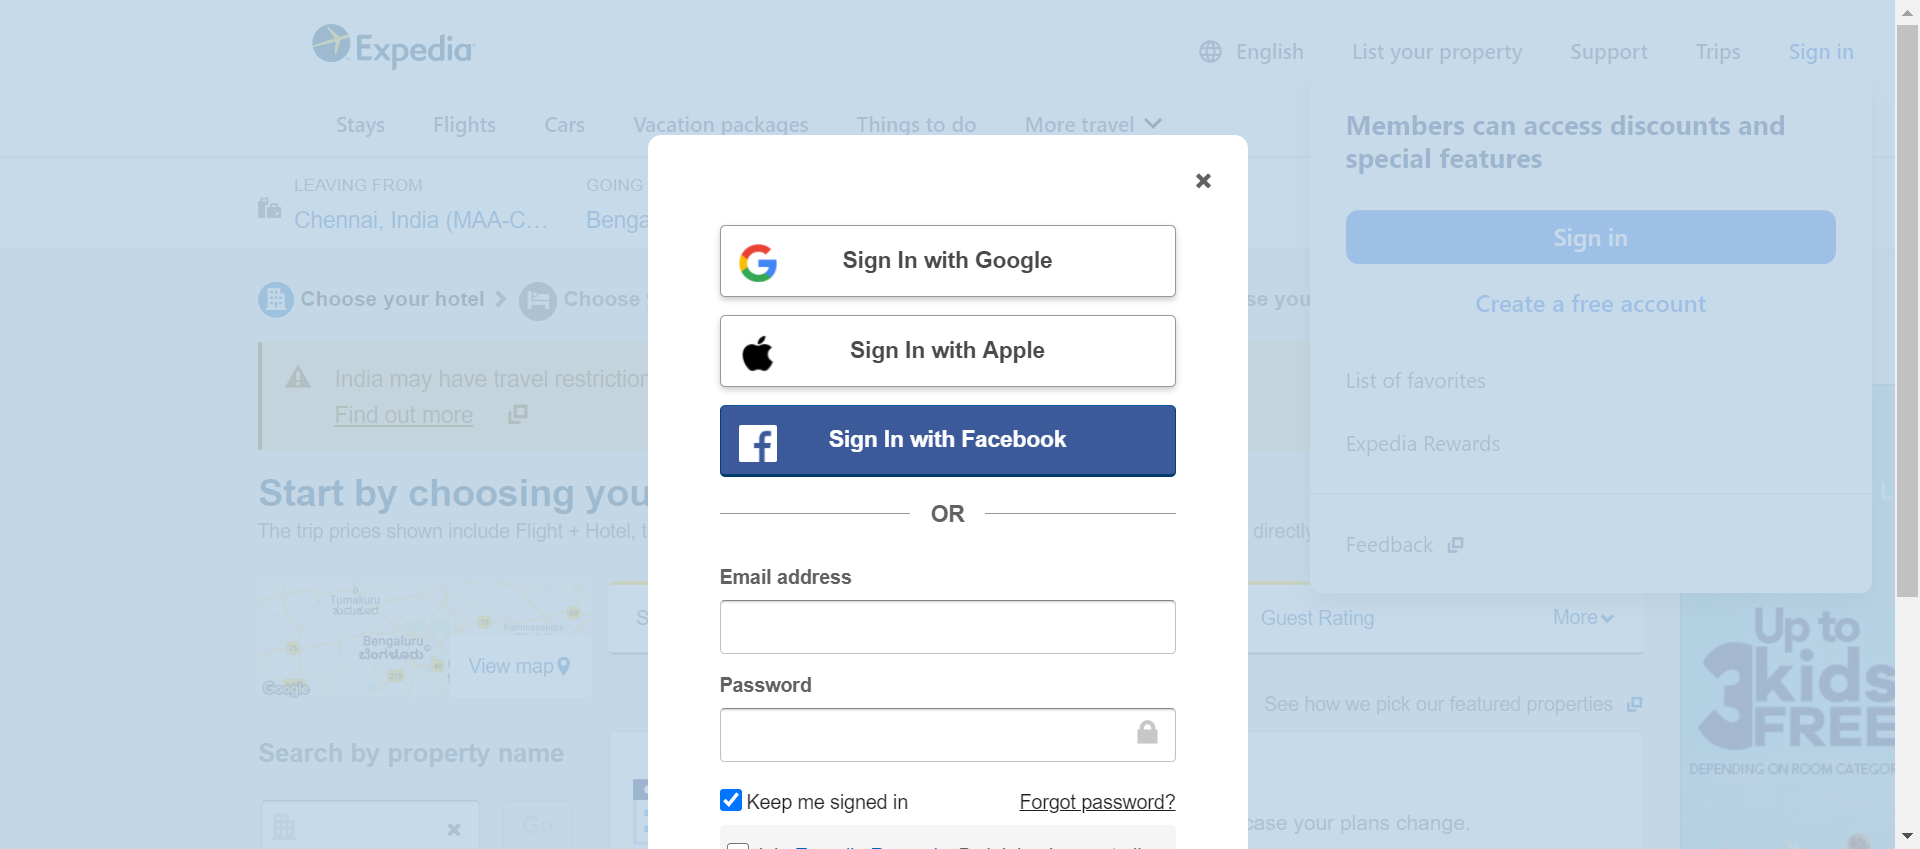 Expedia
English
List your property
Support
Trips
Sign in
Stays
Flights
Cars
Vacation packages
Things to do
More travel
Members can access discounts and
special features
Sign in
Create a free account
List of favorites
Expedia Rewards
Feedback
LEAVING FROM
Chennai, India (MAA-C...
GOING
Benga
Choose your hotel
Choose
se you
India may have travel restriction
Find out more
Start by choosing you
The trip prices shown include Flight + Hotel, t
directly
Sign In with Google
Sign In with Apple
Sign In with Facebook
OR
Email address
Password
Keep me signed in
Forgot password?
Tumakuru
ತುಮಕೂರ
Bengaluru
ಬೆಂಗಳೂರು
Google
View map
S
Guest Rating
More
See how we pick our featured properties
Search by property name
Go
case your plans change.
Up to
3 kids
FREE
DEPENDING ON ROOM CATEGOR